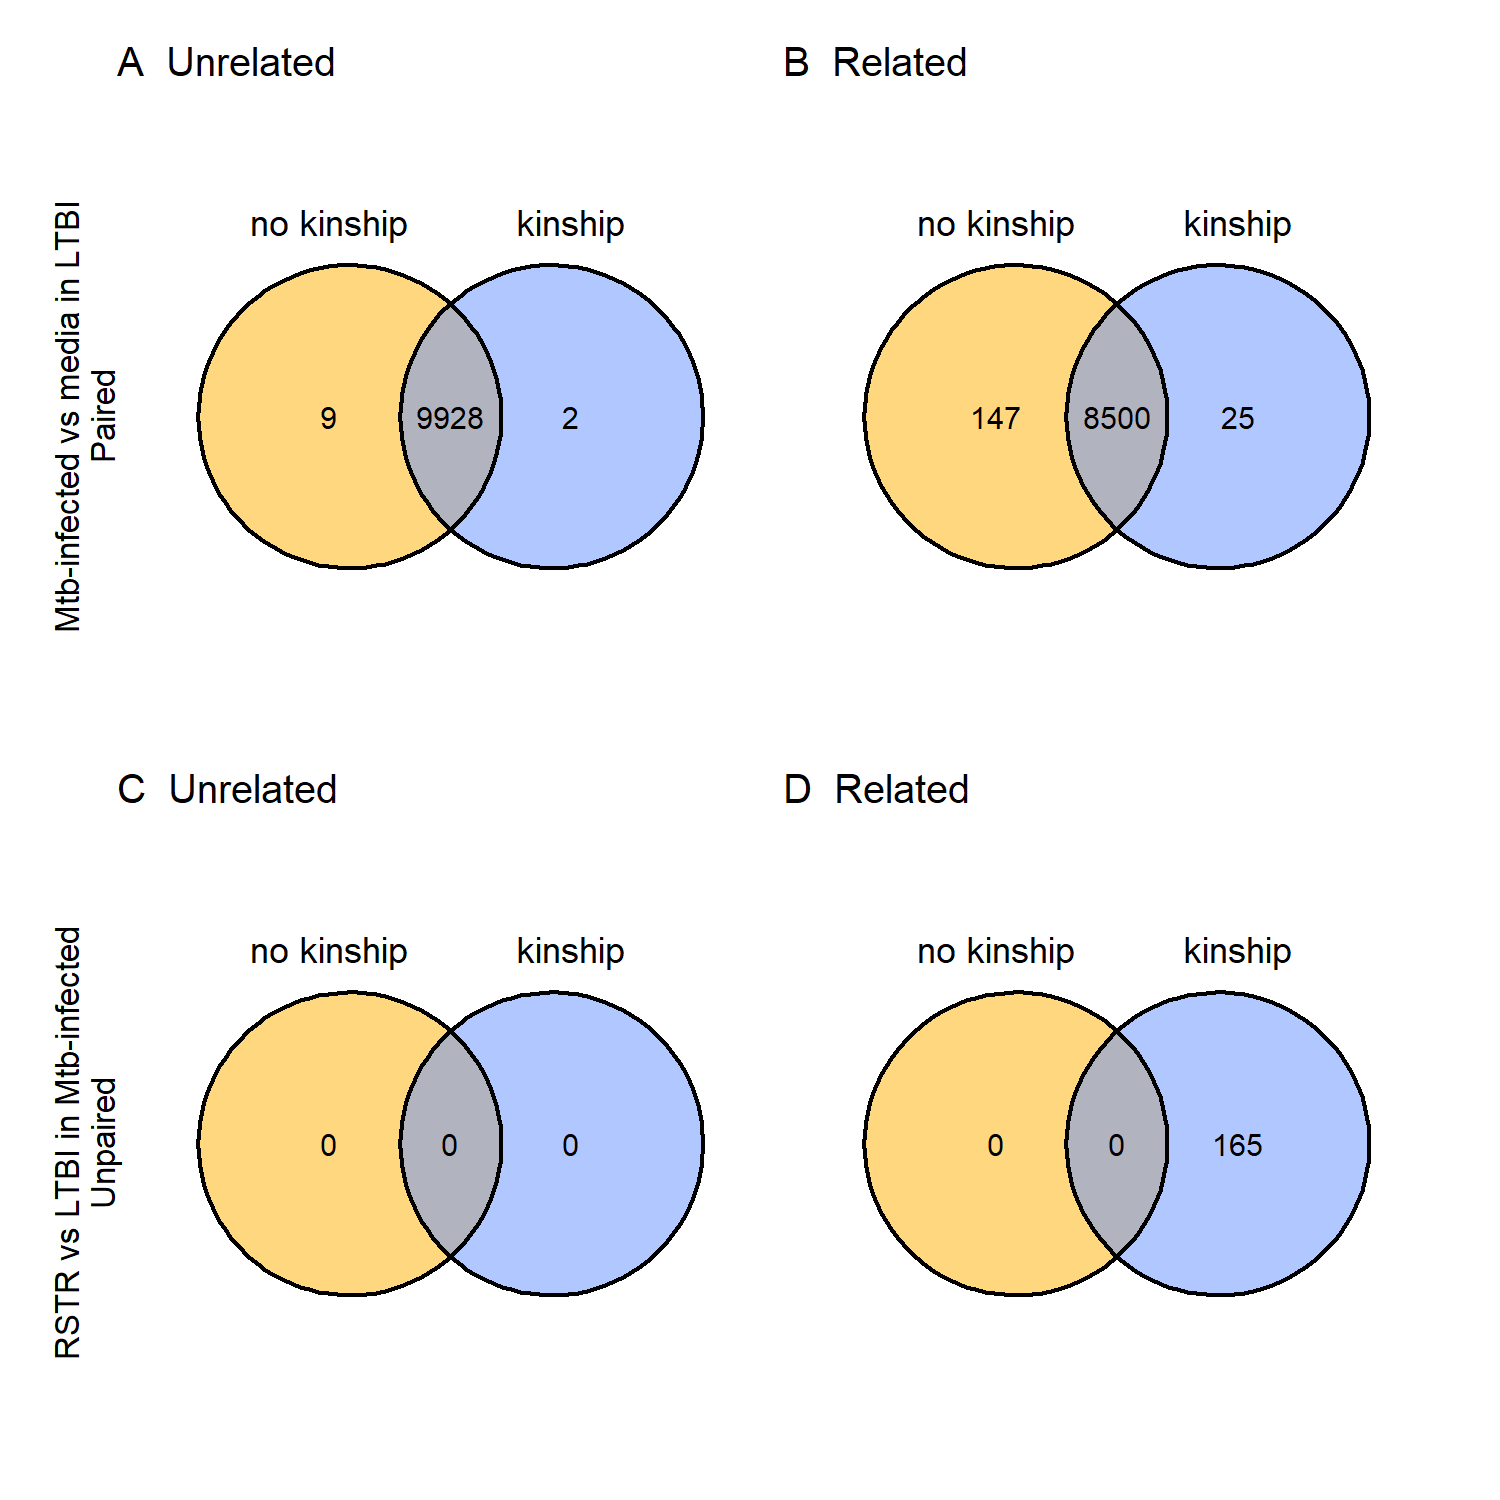 A Unrelated
B Related
Mtb-infected vs media in LTBI
Paired
no kinship
kinship
9
9928
2
no kinship
kinship
147
8500
25
C Unrelated
D Related
RSTR vs LTBI in Mtb-infected
Unpaired
no kinship
kinship
0
0
0
no kinship
kinship
0
0
165